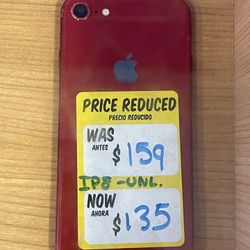 PRICE REDUCED
PRECIO REDUCIDO
WAS
ANTES
$159
IP8-UNL.
NOW
AHORA
$135